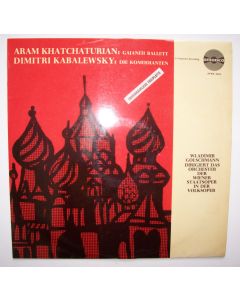 ARAM KHATCHATURIAN: GAJANEH BALLETT
DIMITRI KABALEWSKY: DIE KOMÖDIANTEN
AMADEO
WLADIMIR
GOLSCHMANN
DIRIGIERT DAS
ORCHESTER
DER
WIENER
STAATSOPER
IN DER
VOLKSOPER